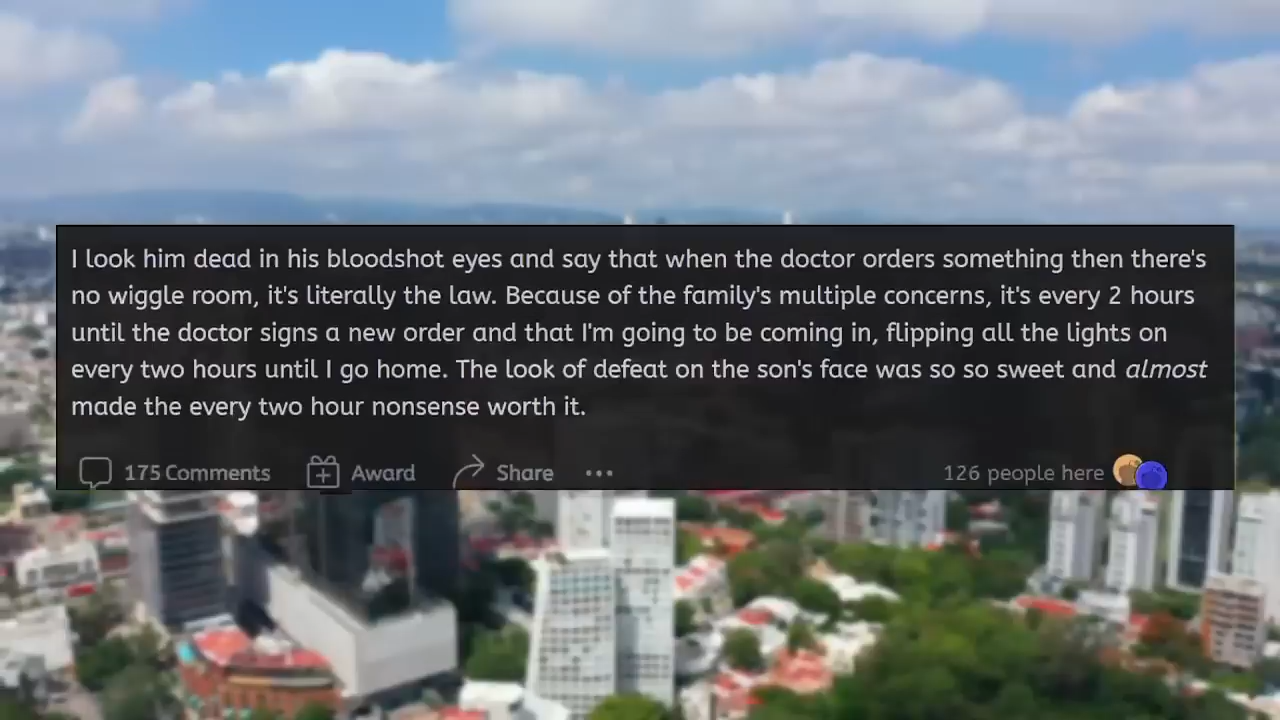 I look him dead in his bloodshot eyes and say that when the doctor orders something then there's
no wiggle room, it's literally the law. Because of the family's multiple concerns, it's every 2 hours
until the doctor signs a new order and that I'm going to be coming in, flipping all the lights on
every two hours until I go home. The look of defeat on the son's face was so so sweet and almost
made the every two hour nonsense worth it.
175 Comments Award Share ••• 126 people here